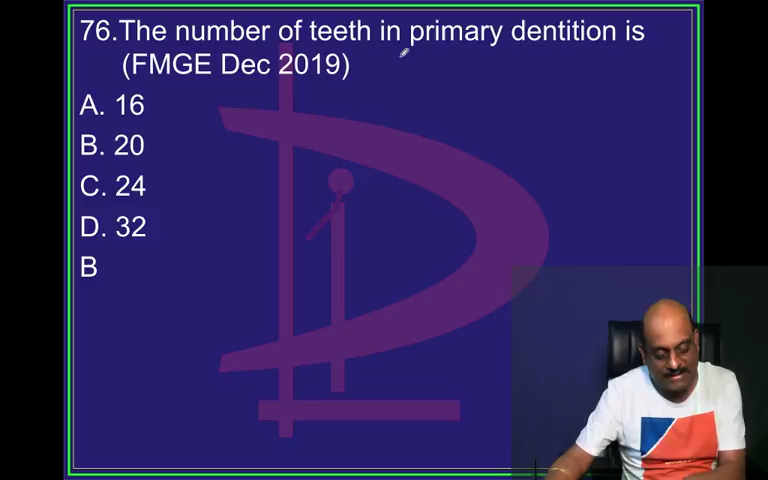 76.The number of teeth in primary dentition is
(FMGE Dec 2019)
A. 16
B. 20
C. 24
D. 32
B